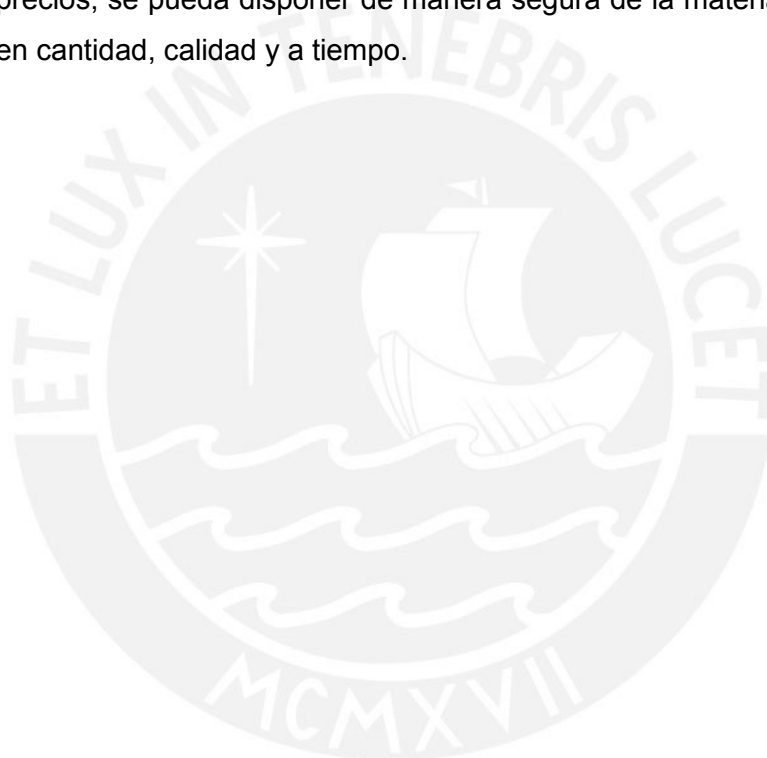 precios, se pueda disponer de manera segura de la materia
en cantidad, calidad y a tiempo.
ET LUX IN TENEBRIS LUCET
MCMXVII